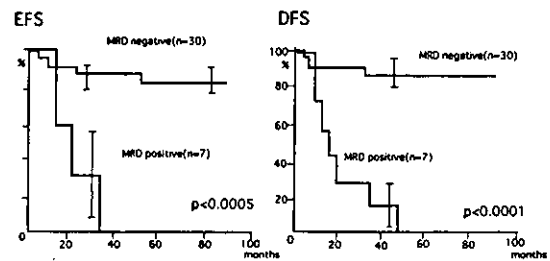 EFS
MRD negative(n=30)
%
MRD positive(n=7)
p<0.0005
20
40
60
80
100
months
DFS
MRD negative(n=30)
100
%
80
60
40
20
MRD positive(n=7)
p<0.0001
0
20
40
60
80
100
months